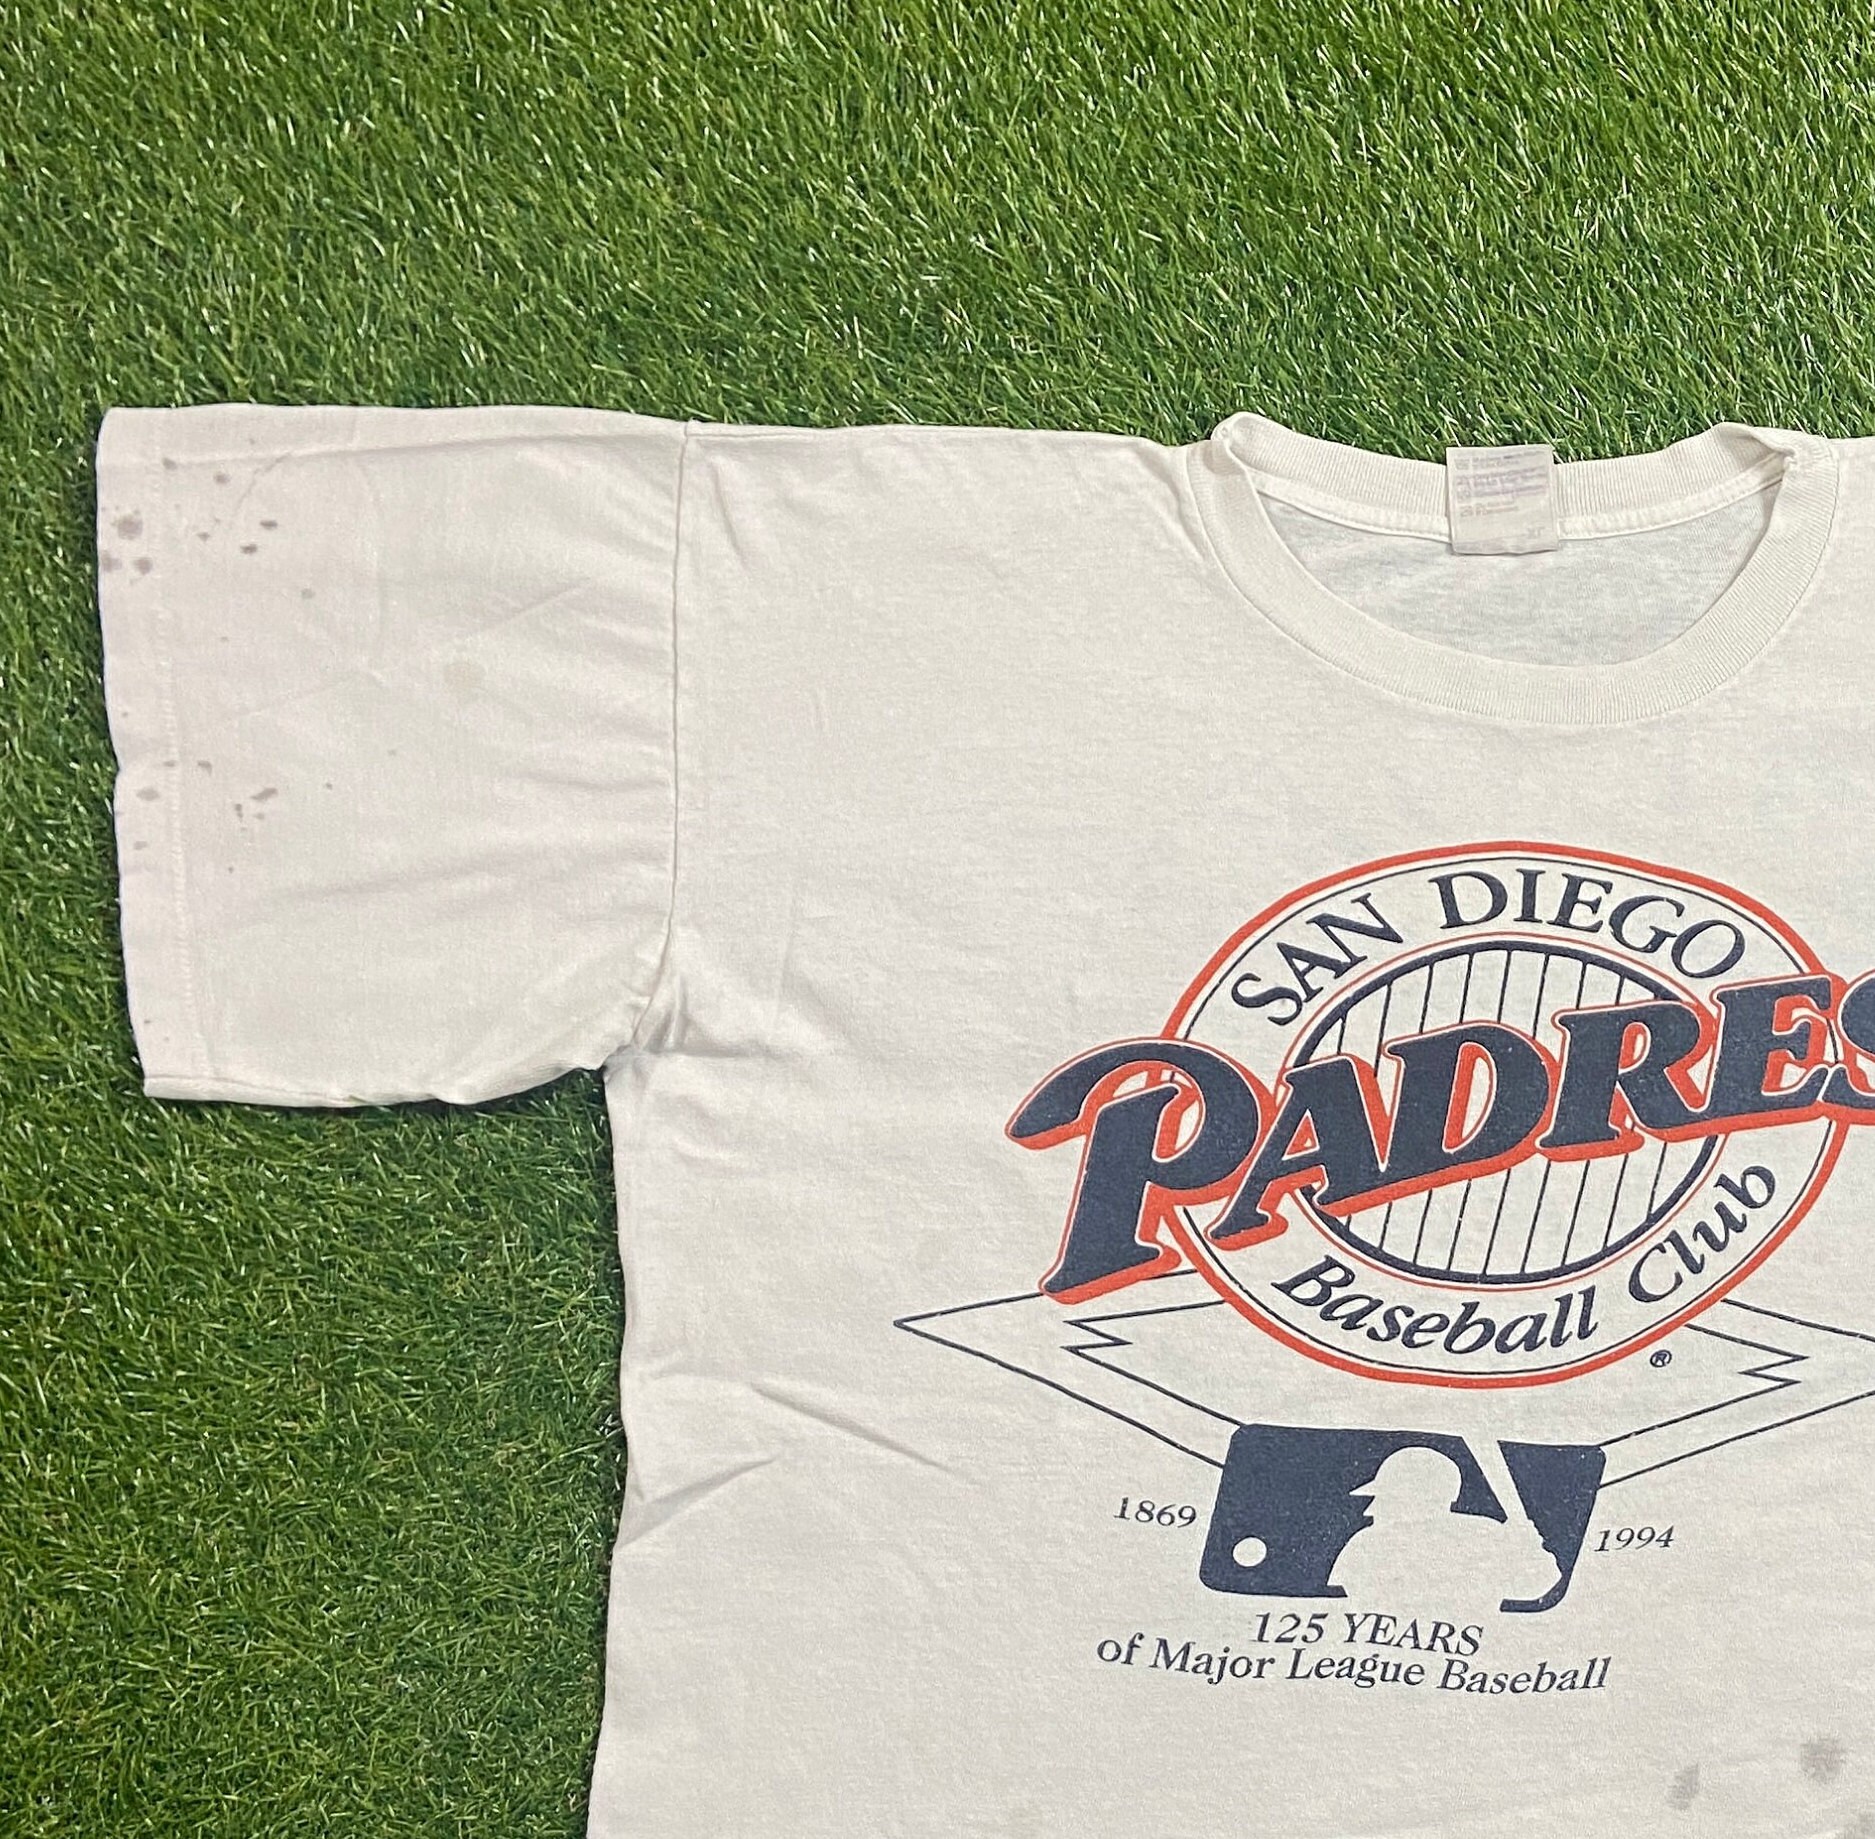 SAN DIEGO
PADRES
Baseball Club
®
1869
1994
125 YEARS
of Major League Baseball